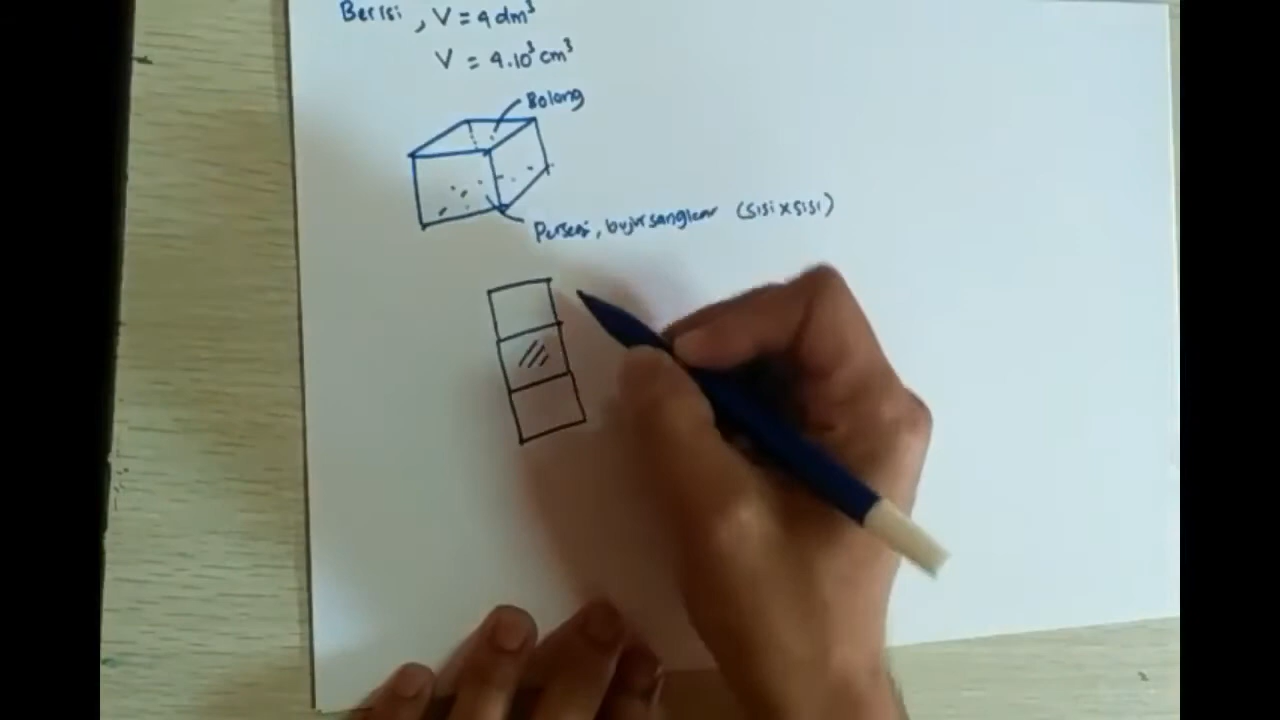 Berisi, V = 4 dm³
V = 4.10³ cm³
Bolong
Persegi, bujursangkar (sisi x sisi)